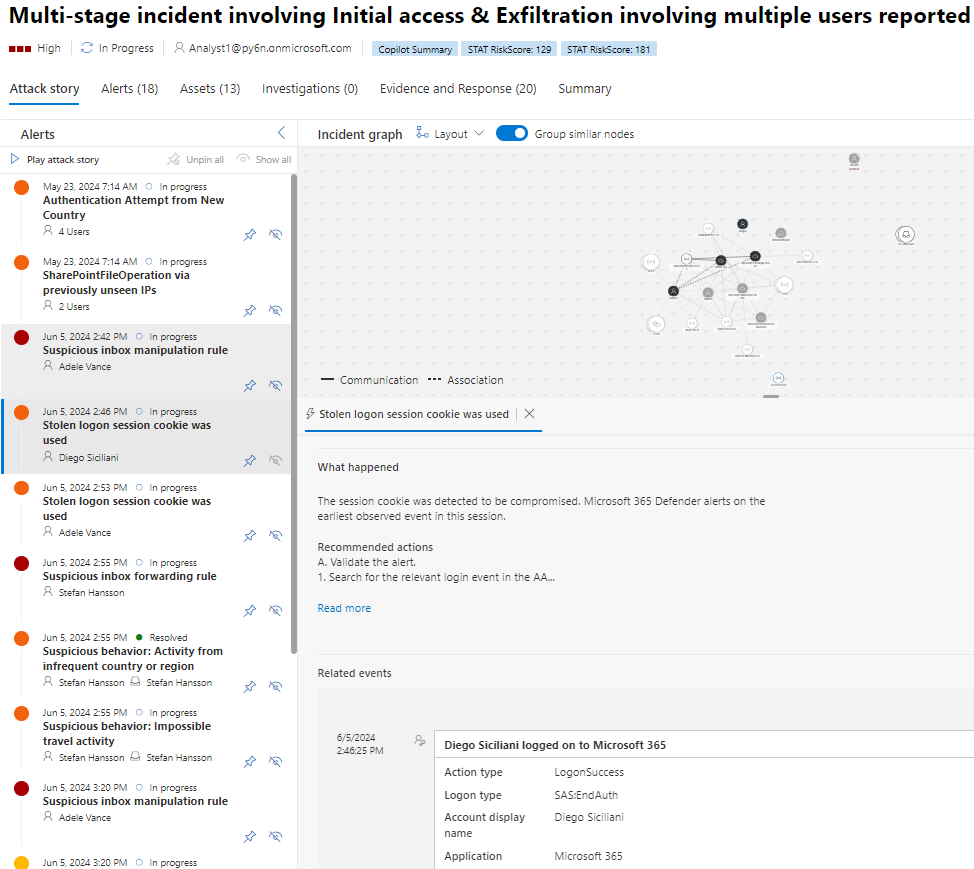 Multi-stage incident involving Initial access & Exfiltration involving multiple users reported
High In Progress Analyst1@py6n.onmicrosoft.com Copilot Summary STAT RiskScore: 129 STAT RiskScore: 181
Attack story Alerts (18) Assets (13) Investigations (0) Evidence and Response (20) Summary
Alerts
Play attack story Unpin all Show all
May 23, 2024 7:14 AM In progress
Authentication Attempt from New
Country
4 Users
May 23, 2024 7:14 AM In progress
SharePointFileOperation via
previously unseen IPs
2 Users
Jun 5, 2024 2:42 PM In progress
Suspicious inbox manipulation rule
Adele Vance
Jun 5, 2024 2:46 PM In progress
Stolen logon session cookie was
used
Diego Siciliani
Jun 5, 2024 2:53 PM In progress
Stolen logon session cookie was
used
Adele Vance
Jun 5, 2024 2:55 PM In progress
Suspicious inbox forwarding rule
Stefan Hansson
Jun 5, 2024 2:55 PM Resolved
Suspicious behavior: Activity from
infrequent country or region
Stefan Hansson Stefan Hansson
Jun 5, 2024 2:55 PM In progress
Suspicious behavior: Impossible
travel activity
Stefan Hansson Stefan Hansson
Jun 5, 2024 3:20 PM In progress
Suspicious inbox manipulation rule
Adele Vance
Jun 5, 2024 3:20 PM In progress
Incident graph Layout Group similar nodes
Communication Association
Stolen logon session cookie was used
What happened
The session cookie was detected to be compromised. Microsoft 365 Defender alerts on the
earliest observed event in this session.
Recommended actions
A. Validate the alert.
1. Search for the relevant login event in the AA...
Read more
Related events
6/5/2024
2:46:25 PM
Diego Siciliani logged on to Microsoft 365
Action type LogonSuccess
Logon type SAS:EndAuth
Account display Diego Siciliani
name
Application Microsoft 365